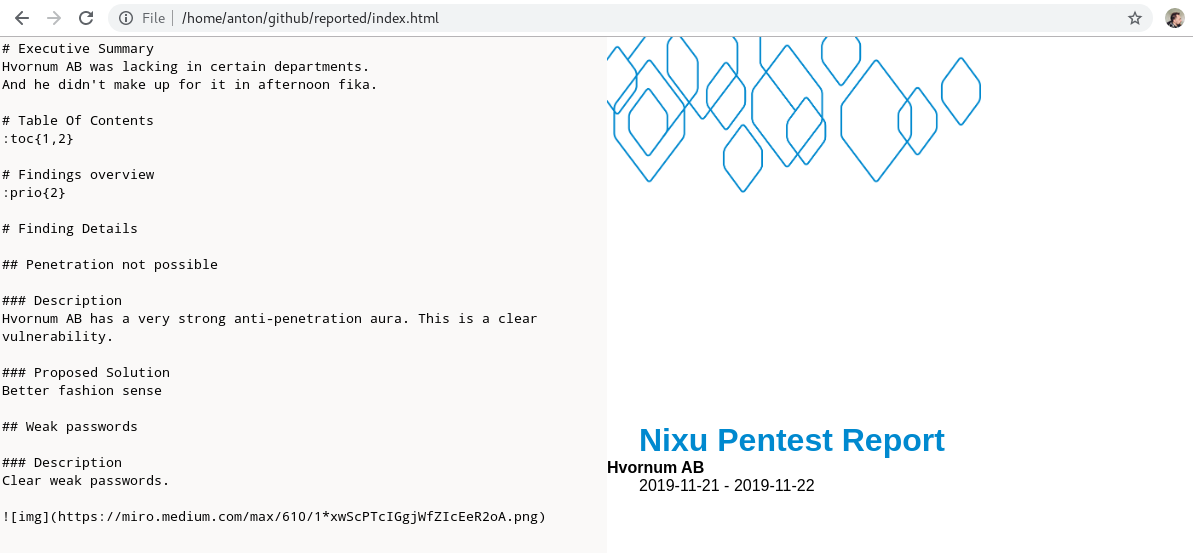 File
/home/anton/github/reported/index.html
# Executive Summary
Hvornum AB was lacking in certain departments.
And he didn't make up for it in afternoon fika.
# Table Of Contents
:toc{1,2}
# Findings overview
:prio{2}
# Finding Details
## Penetration not possible
### Description
Hvornum AB has a very strong anti-penetration aura. This is a clear
vulnerability.
### Proposed Solution
Better fashion sense
## Weak passwords
### Description
Clear weak passwords.
![img](https://miro.medium.com/max/610/1*xwScPTcIGgjWfZIcEeR2oA.png)
Nixu Pentest Report
Hvornum AB
2019-11-21 - 2019-11-22